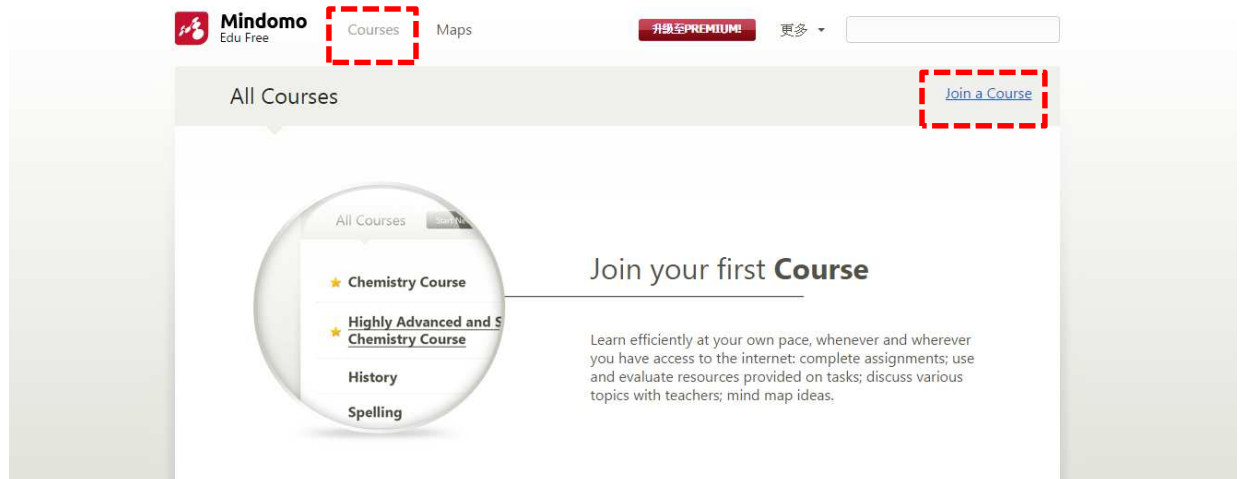 Mindomo
Edu Free
Courses
Maps
升級至PREMIUM!
更多
All Courses
Join a Course
All Courses
Start N
Chemistry Course
Highly Advanced and S
Chemistry Course
History
Spelling
Join your first Course
Learn efficiently at your own pace, whenever and wherever
you have access to the internet: complete assignments; use
and evaluate resources provided on tasks; discuss various
topics with teachers; mind map ideas.